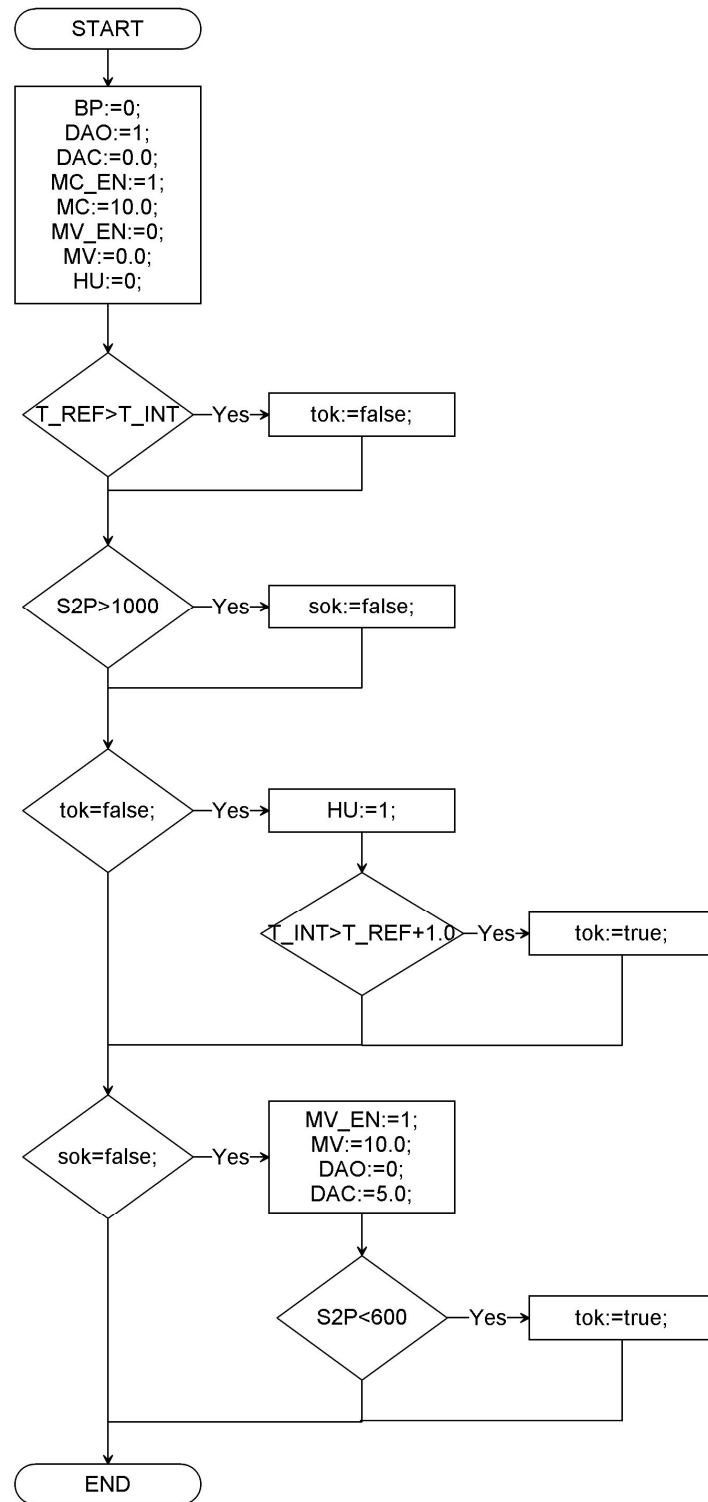 START
BP:=0;
DAO:=1;
DAC:=0.0;
MC_EN:=1;
MC:=10.0;
MV_EN:=0;
MV:=0.0;
HU:=0;
T_REF>T_INT
Yes
tok:=false;
S2P>1000
Yes
sok:=false;
tok=false;
Yes
HU:=1;
T_INT>T_REF+1.0
Yes
tok:=true;
sok=false;
Yes
MV_EN:=1;
MV:=10.0;
DAO:=0;
DAC:=5.0;
S2P<600
Yes
tok:=true;
END